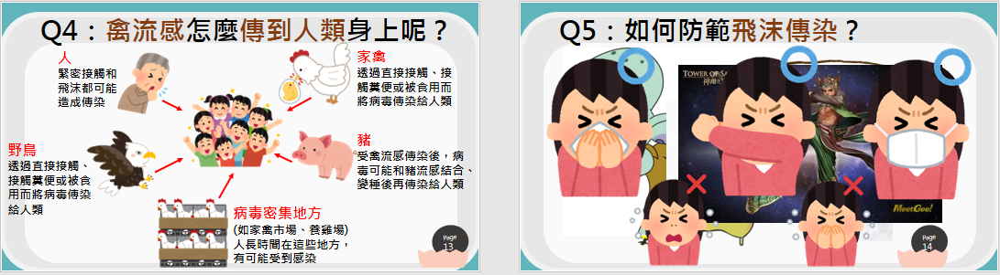 Q4：禽流感怎麼傳到人類身上呢？
人
緊密接觸和
飛沫都可能
造成傳染
家禽
透過直接接觸、接
觸糞便或被食用而
將病毒傳染給人類
野鳥
透過直接接觸、
接觸糞便或被食
用而將病毒傳染
給人類
豬
受禽流感傳染後，病
毒可能和豬流感結合、
變種後再傳染給人類
病毒密集地方
(如家禽市場、養雞場)
人長時間在這些地方，
有可能受到感染
Page
13
Q5：如何防範飛沫傳染？
TOWER OF SA
神魔之
MeetGee!
Page
14